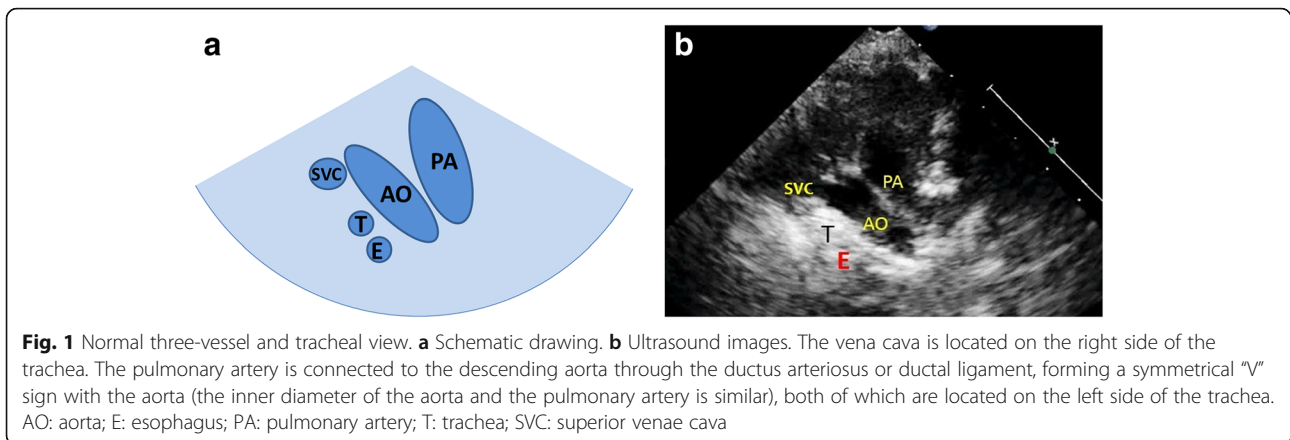 a
PA
SVC
AO
T
E
b
PA
SVC
AO
T
E
Fig. 1 Normal three-vessel and tracheal view. a Schematic drawing. b Ultrasound images. The vena cava is located on the right side of the
trachea. The pulmonary artery is connected to the descending aorta through the ductus arteriosus or ductal ligament, forming a symmetrical “V”
sign with the aorta (the inner diameter of the aorta and the pulmonary artery is similar), both of which are located on the left side of the trachea.
AO: aorta; E: esophagus; PA: pulmonary artery; T: trachea; SVC: superior venae cava